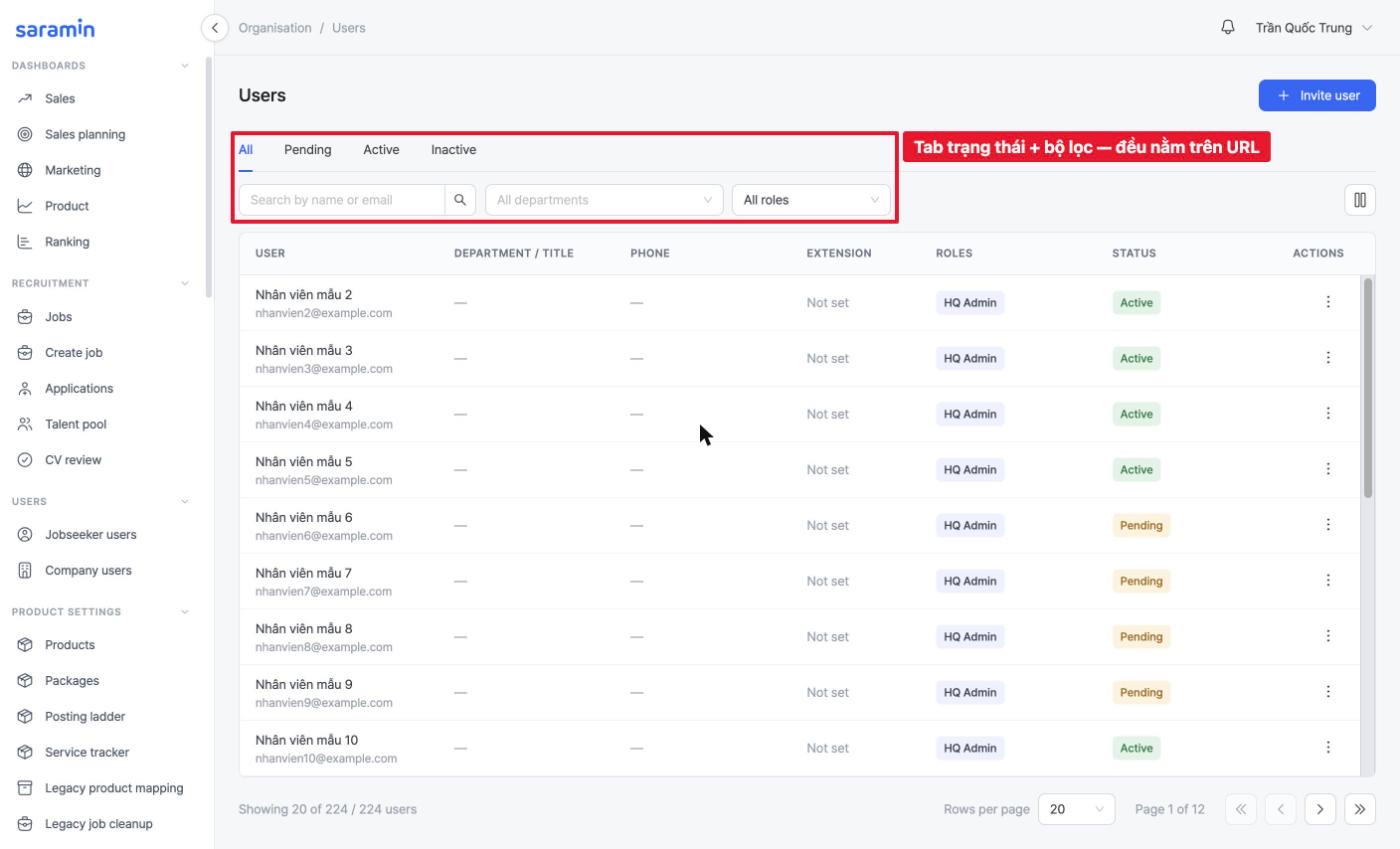 saramin
Organisation / Users
Trần Quốc Trung
DASHBOARDS
Sales
Sales planning
Marketing
Product
Ranking
RECRUITMENT
Jobs
Create job
Applications
Talent pool
CV review
USERS
Jobseeker users
Company users
PRODUCT SETTINGS
Products
Packages
Posting ladder
Service tracker
Legacy product mapping
Legacy job cleanup
Users
+ Invite user
All Pending Active Inactive
Tab trạng thái + bộ lọc — đều nằm trên URL
Search by name or email All departments All roles
USER DEPARTMENT / TITLE PHONE EXTENSION ROLES STATUS ACTIONS
Nhân viên mẫu 2
nhanvien2@example.com — — Not set HQ Admin Active
Nhân viên mẫu 3
nhanvien3@example.com — — Not set HQ Admin Active
Nhân viên mẫu 4
nhanvien4@example.com — — Not set HQ Admin Active
Nhân viên mẫu 5
nhanvien5@example.com — — Not set HQ Admin Active
Nhân viên mẫu 6
nhanvien6@example.com — — Not set HQ Admin Pending
Nhân viên mẫu 7
nhanvien7@example.com — — Not set HQ Admin Pending
Nhân viên mẫu 8
nhanvien8@example.com — — Not set HQ Admin Pending
Nhân viên mẫu 9
nhanvien9@example.com — — Not set HQ Admin Pending
Nhân viên mẫu 10
nhanvien10@example.com — — Not set HQ Admin Active
Showing 20 of 224 / 224 users
Rows per page 20 Page 1 of 12